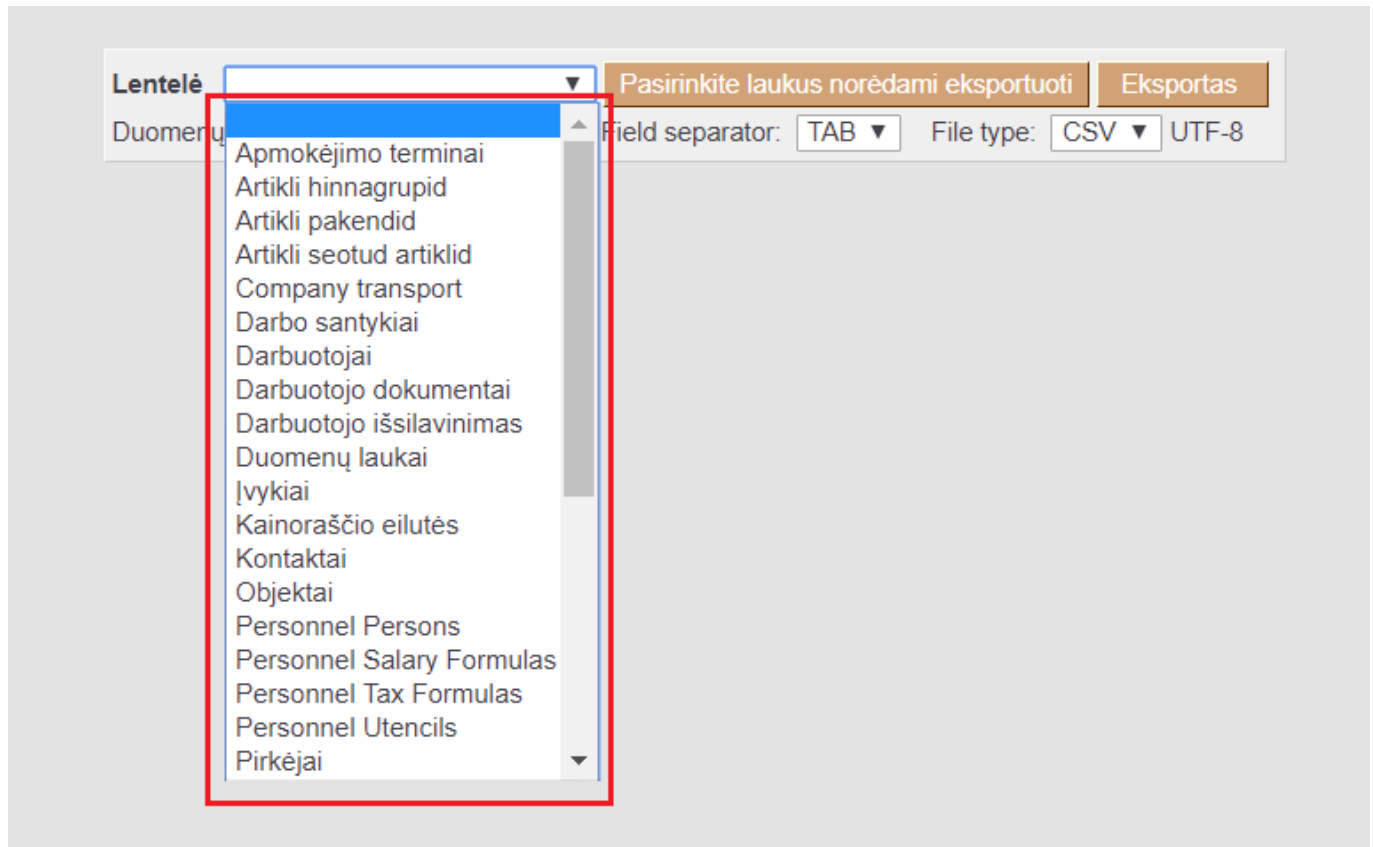 Lentelė Pasirinkite laukus norėdami eksportuoti Eksportas
Duomenų Field separator: TAB File type: CSV UTF-8
Apmokėjimo terminai
Artikli hinnagrupid
Artikli pakendid
Artikli seotud artiklid
Company transport
Darbo santykiai
Darbuotojai
Darbuotojo dokumentai
Darbuotojo išsilavinimas
Duomenų laukai
Įvykiai
Kainoraščio eilutės
Kontaktai
Objektai
Personnel Persons
Personnel Salary Formulas
Personnel Tax Formulas
Personnel Utencils
Pirkėjai